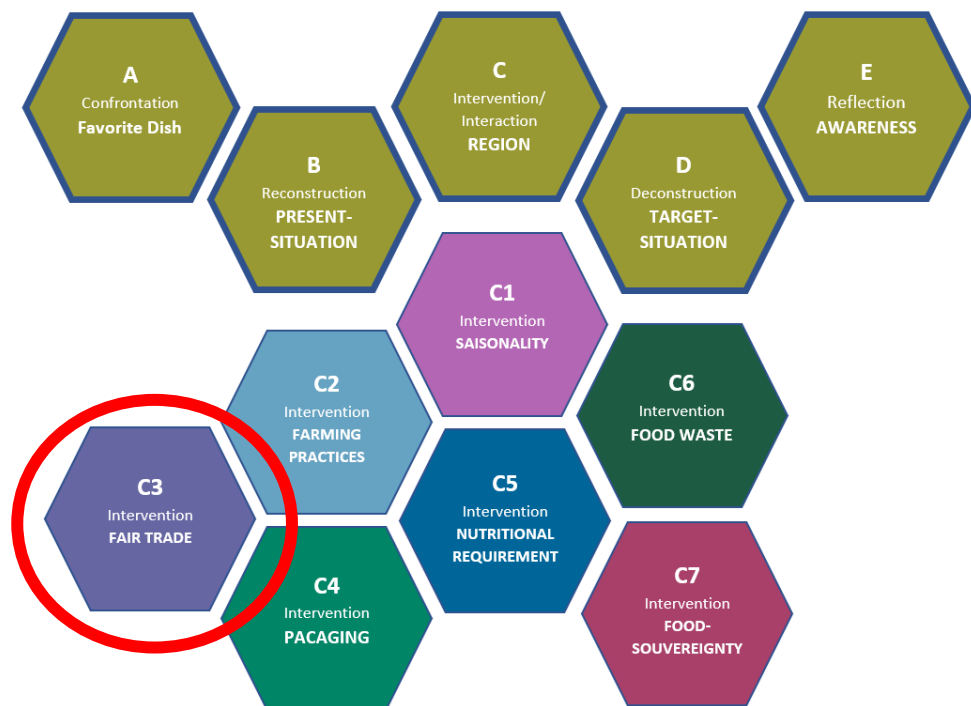 A
Confrontation
Favorite Dish
B
Reconstruction
PRESENT-
SITUATION
C
Intervention/
Interaction
REGION
D
Deconstruction
TARGET-
SITUATION
E
Reflection
AWARENESS
C1
Intervention
SAISONALITY
C2
Intervention
FARMING
PRACTICES
C3
Intervention
FAIR TRADE
C4
Intervention
PACAGING
C5
Intervention
NUTRITIONAL
REQUIREMENT
C6
Intervention
FOOD WASTE
C7
Intervention
FOOD-
SOUVEREIGNTY